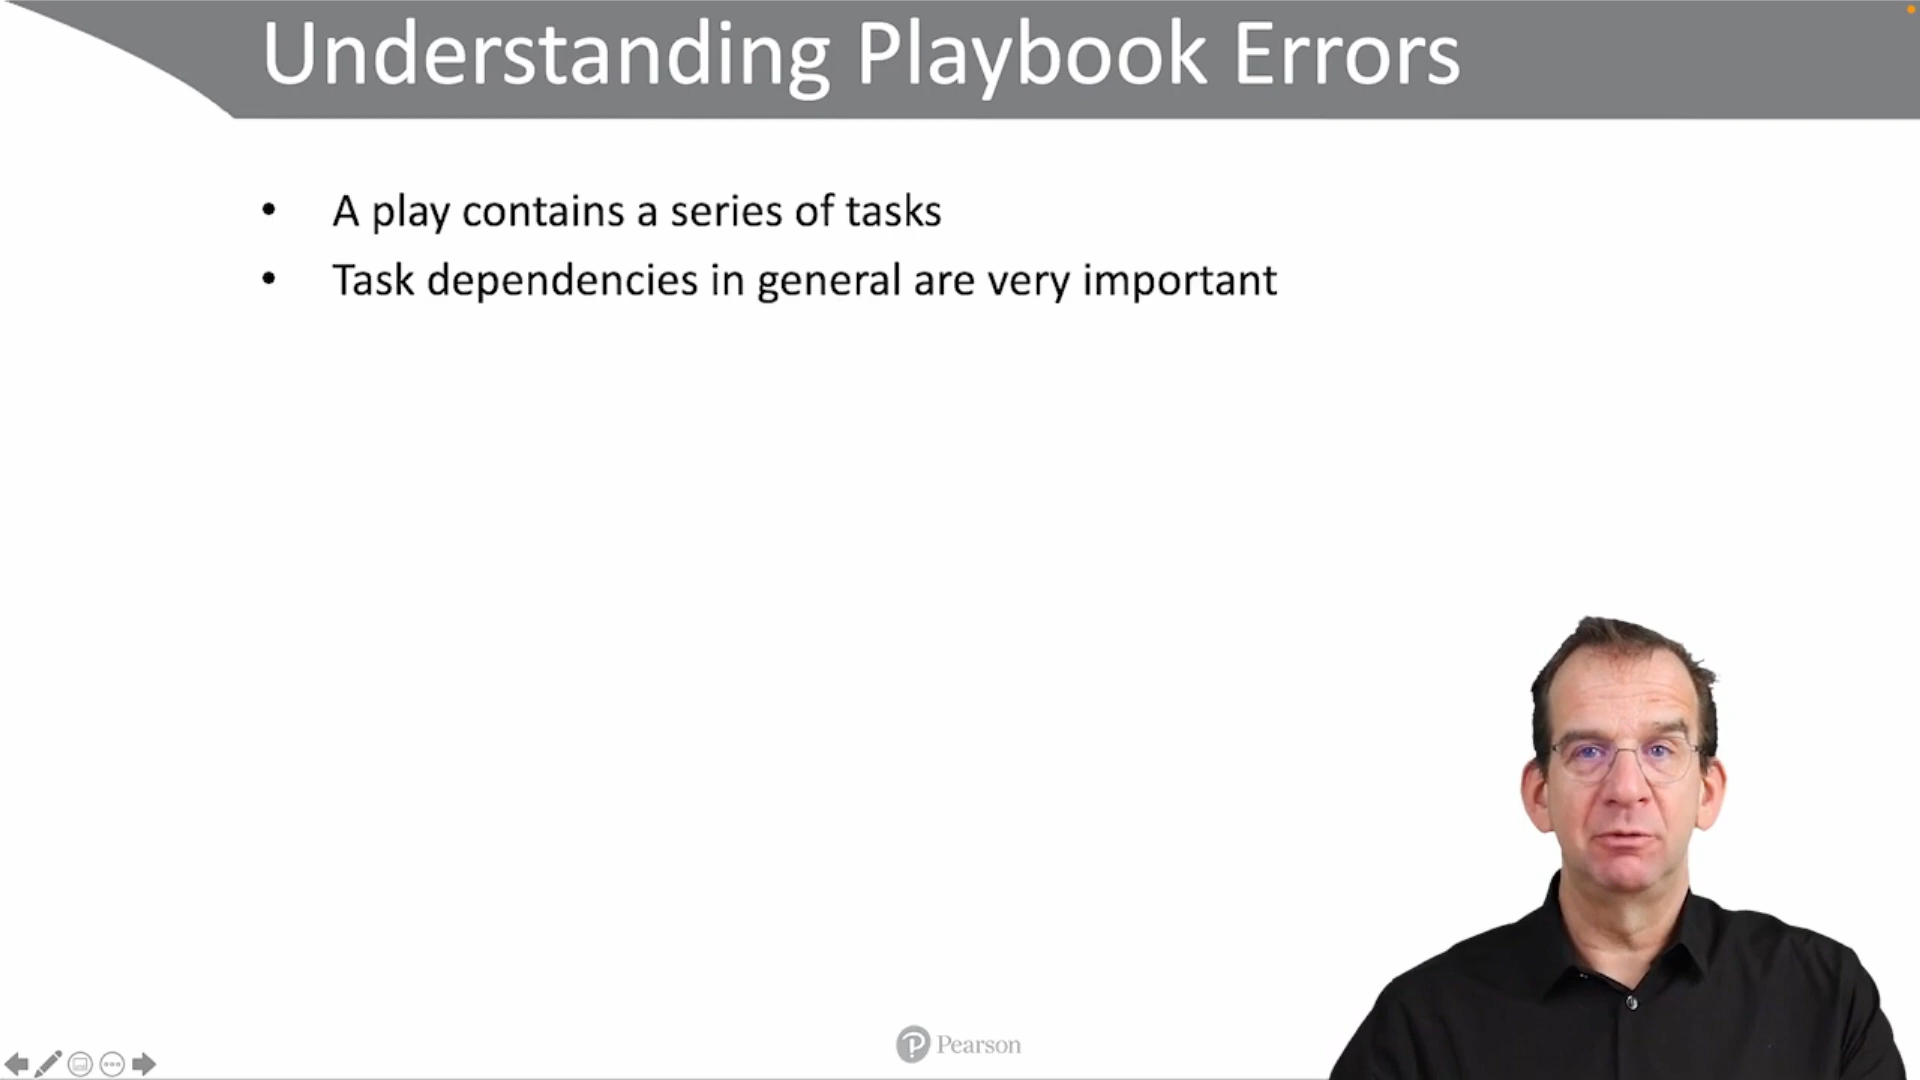 Understanding Playbook Errors
• A play contains a series of tasks
• Task dependencies in general are very important
Pearson